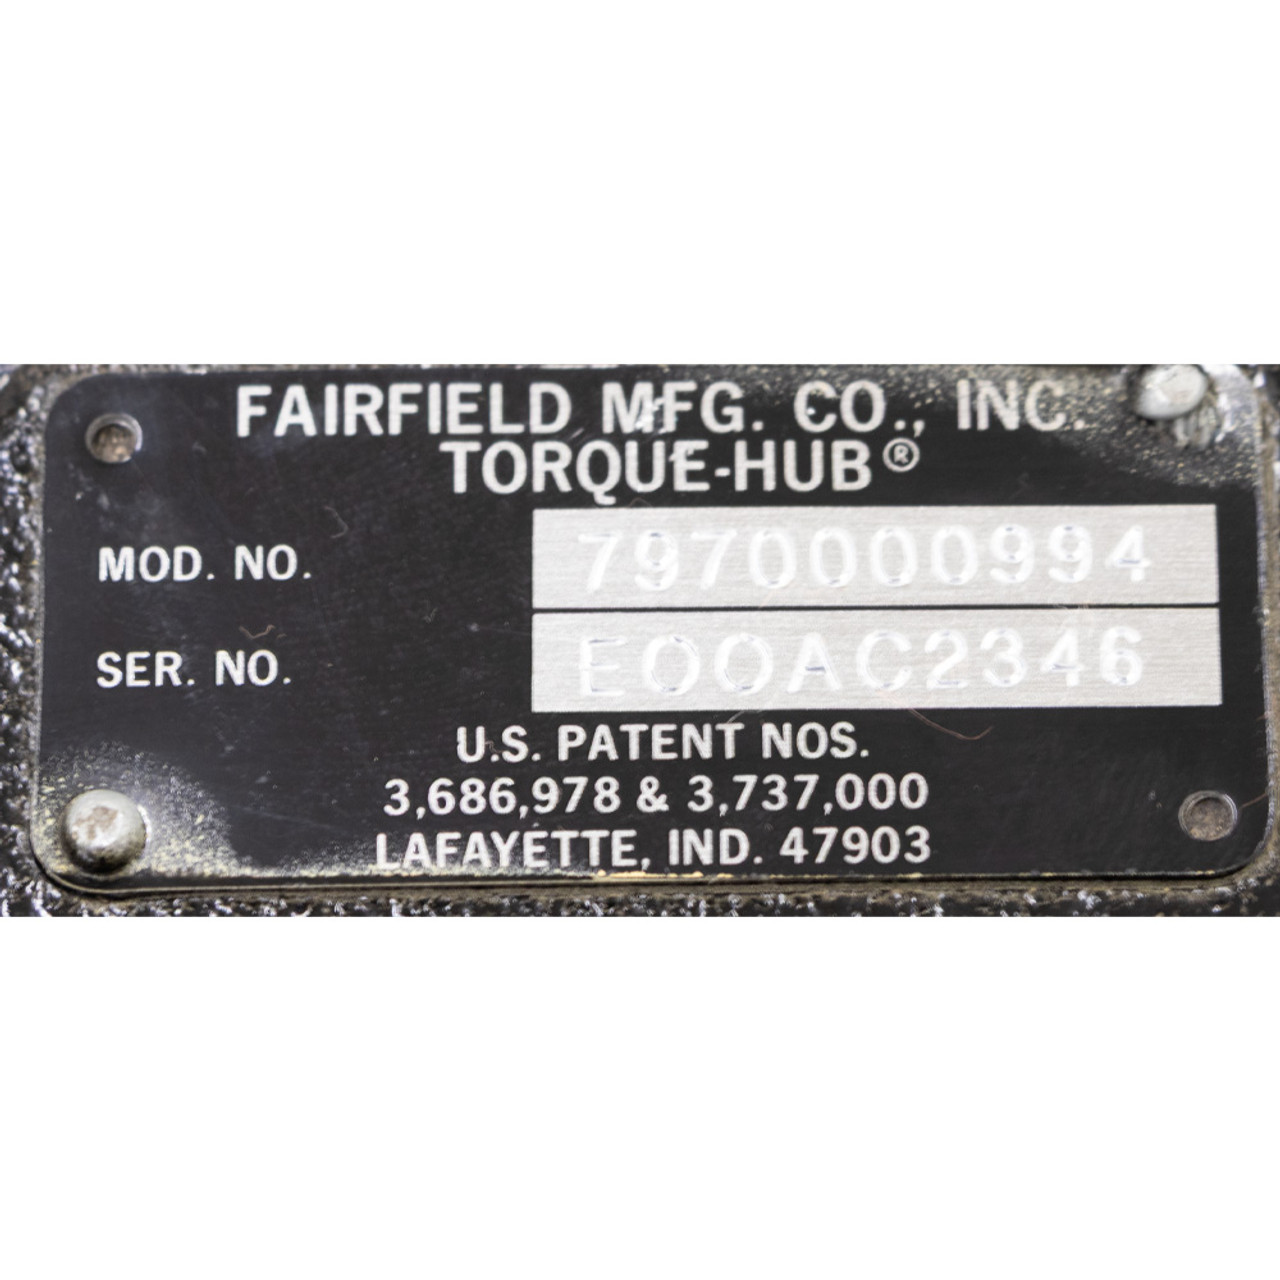 FAIRFIELD MFG. CO., INC.
TORQUE-HUB®
MOD. NO. 7970000994
SER. NO. E00AC2346
U.S. PATENT NOS.
3,686,978 & 3,737,000
LAFAYETTE, IND. 47903